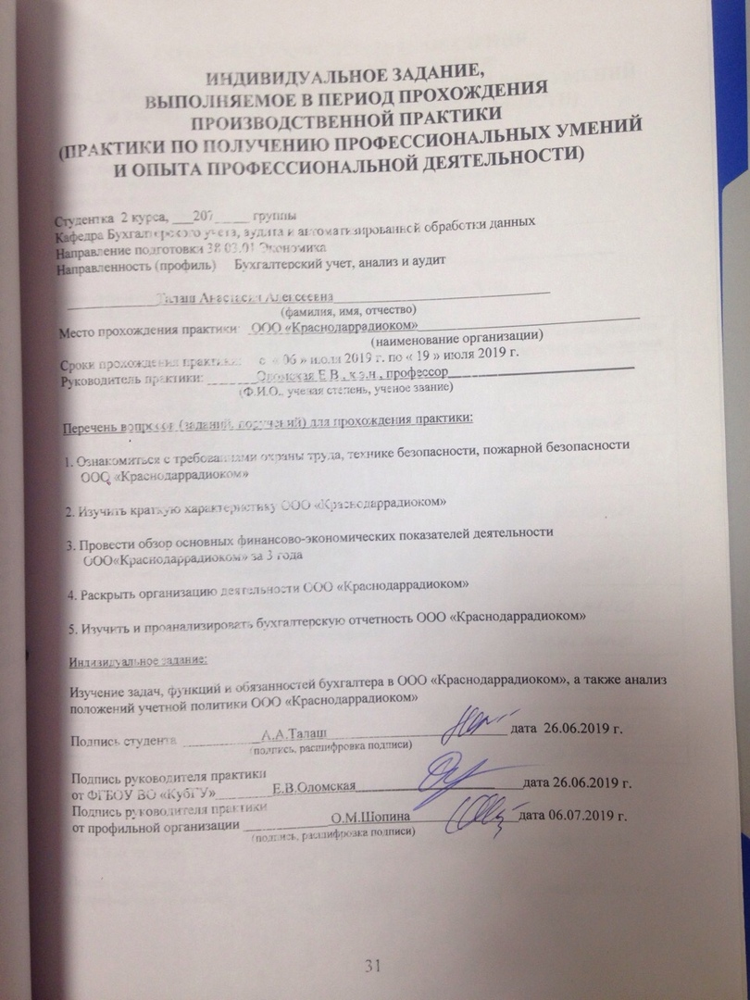 ИНДИВИДУАЛЬНОЕ ЗАДАНИЕ,
ВЫПОЛНЯЕМОЕ В ПЕРИОД ПРОХОЖДЕНИЯ
ПРОИЗВОДСТВЕННОЙ ПРАКТИКИ
(ПРАКТИКИ ПО ПОЛУЧЕНИЮ ПРОФЕССИОНАЛЬНЫХ УМЕНИЙ
И ОПЫТА ПРОФЕССИОНАЛЬНОЙ ДЕЯТЕЛЬНОСТИ)
Студентка 2 курса, ___207_____ группы
Кафедра Бухгалтерского учета, аудита и автоматизированной обработки данных
Направление подготовки 38.03.01 Экономика
Направленность (профиль) Бухгалтерский учет, анализ и аудит
Талаш Анастасия Алексеевна
(фамилия, имя, отчество)
Место прохождения практики ООО «Краснодаррадиоком»
(наименование организации)
Сроки прохождения практики: с « 06 » июля 2019 г. по « 19 » июля 2019 г.
Руководитель практики: Оломская Е.В., к.э.н., профессор
(Ф.И.О., ученая степень, ученое звание)
Перечень вопросов (заданий, поручений) для прохождения практики:
1. Ознакомиться с требованиями охраны труда, технике безопасности, пожарной безопасности
ООО «Краснодаррадиоком»
2. Изучить краткую характеристику ООО «Краснодаррадиоком»
3. Провести обзор основных финансово-экономических показателей деятельности
ООО«Краснодаррадиоком» за 3 года
4. Раскрыть организацию деятельности ООО «Краснодаррадиоком»
5. Изучить и проанализировать бухгалтерскую отчетность ООО «Краснодаррадиоком»
Индивидуальное задание:
Изучение задач, функций и обязанностей бухгалтера в ООО «Краснодаррадиоком», а также анализ
положений учетной политики ООО «Краснодаррадиоком»
Подпись студента А.А.Талаш дата 26.06.2019 г.
(подпись, расшифровка подписи)
Подпись руководителя практики
от ФГБОУ ВО «КубГУ» Е.В.Оломская дата 26.06.2019 г.
Подпись руководителя практики
от профильной организации О.М.Шопина дата 06.07.2019 г.
(подпись, расшифровка подписи)
31